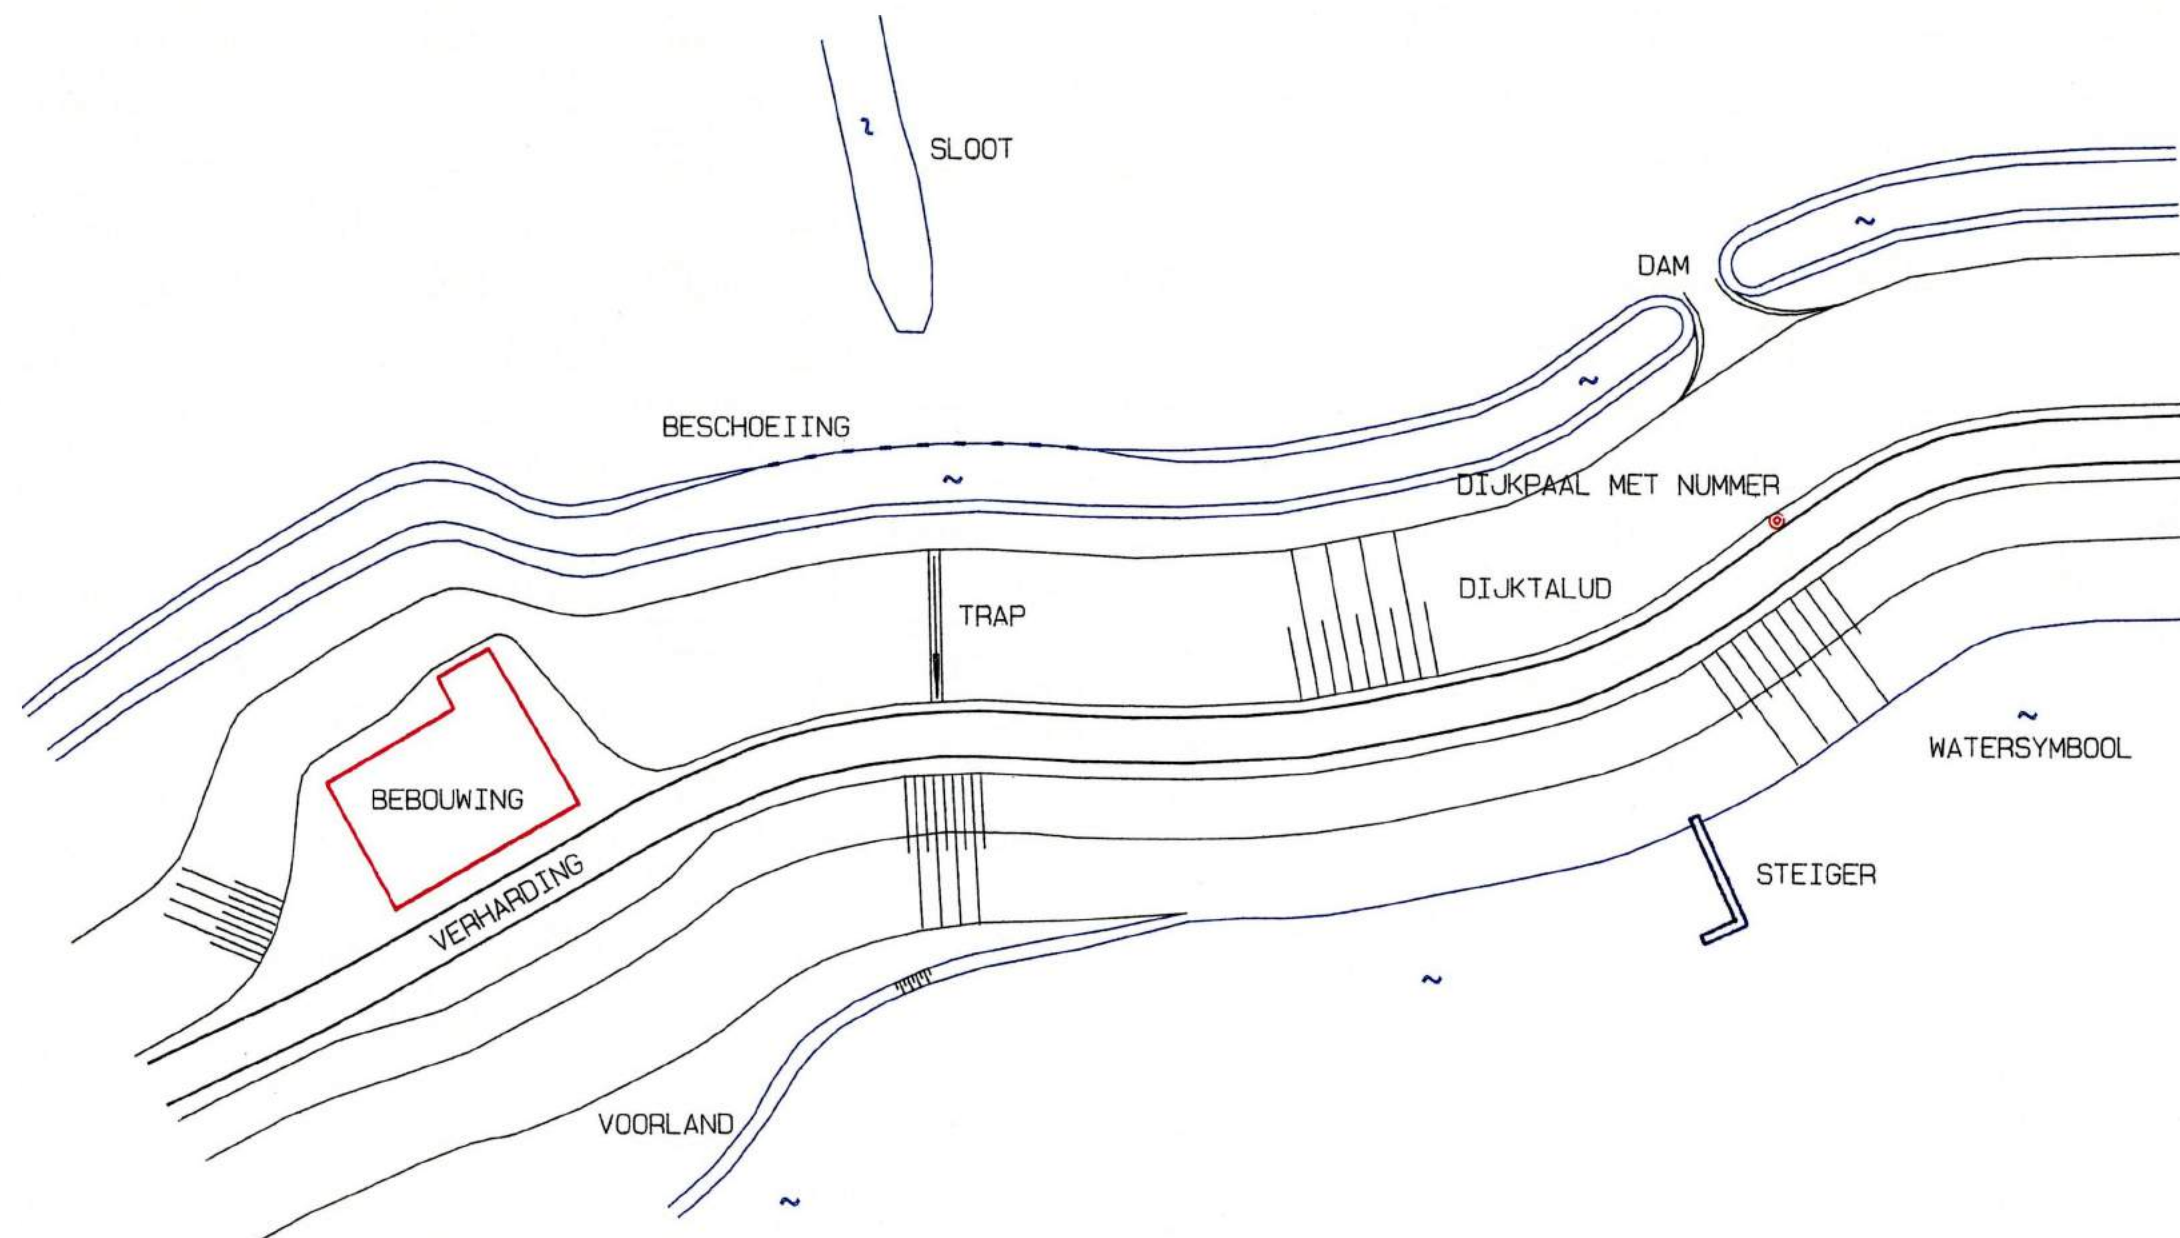 SLOOT
DAM
BESCHOEIING
DIJKPAAL MET NUMMER
DIJKTALUD
TRAP
WATERSYMBOOL
BEBOUWING
STEIGER
VERHARDING
VOORLAND